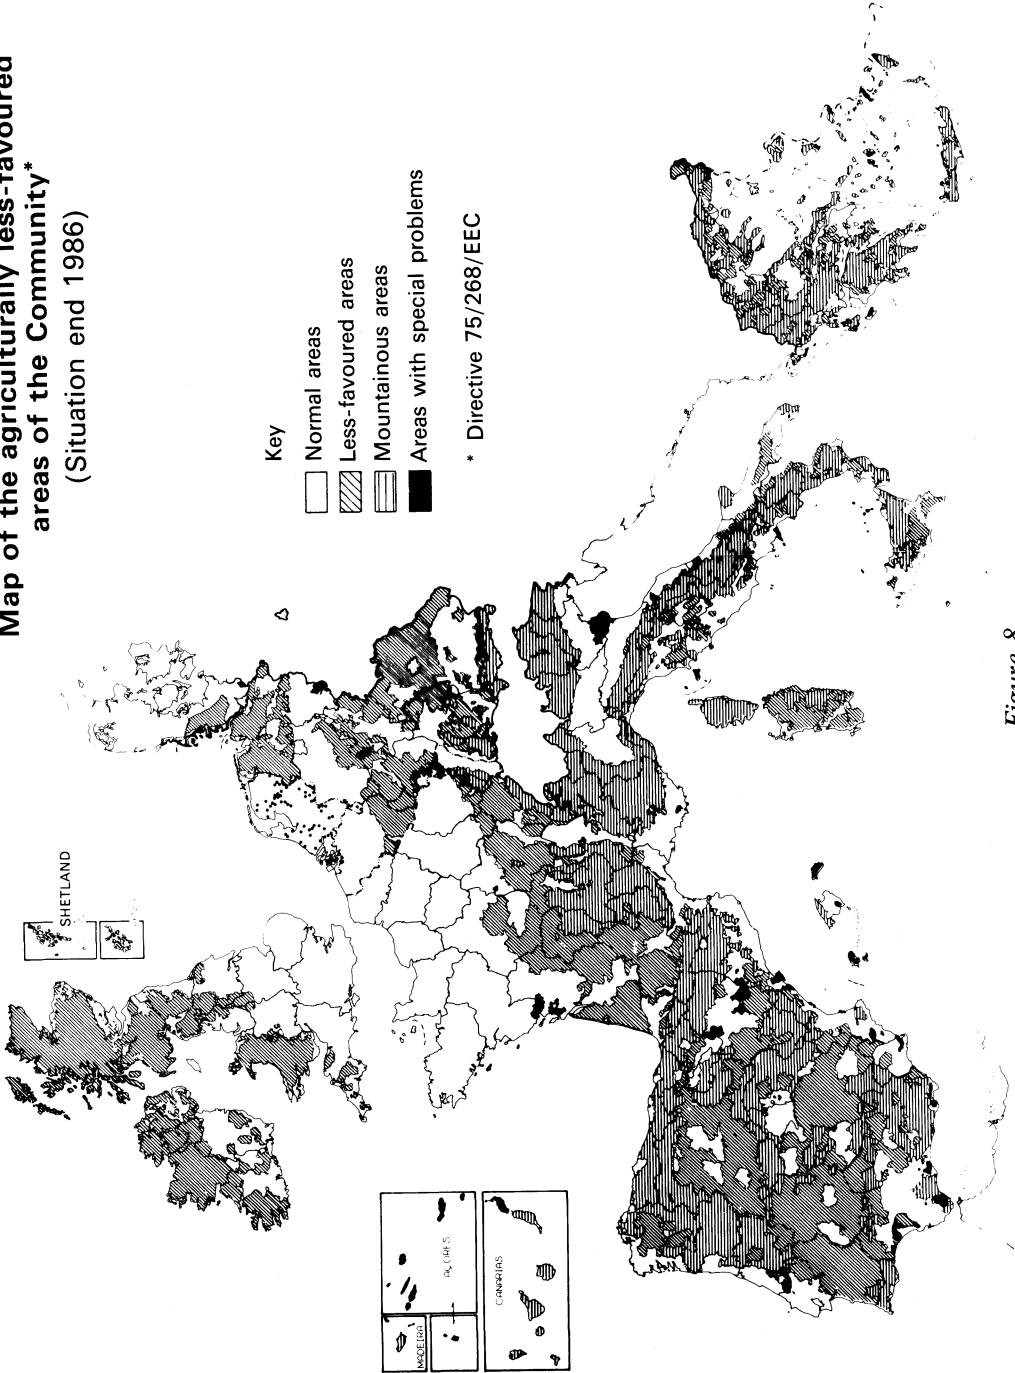 Map of the agriculturally less-favoured
areas of the Community*
(Situation end 1986)
Key
Normal areas
Less-favoured areas
Mountainous areas
Areas with special problems
* Directive 75/268/EEC
SHETLAND
AÇORES
MADEIRA
CANARIAS
Figure 8